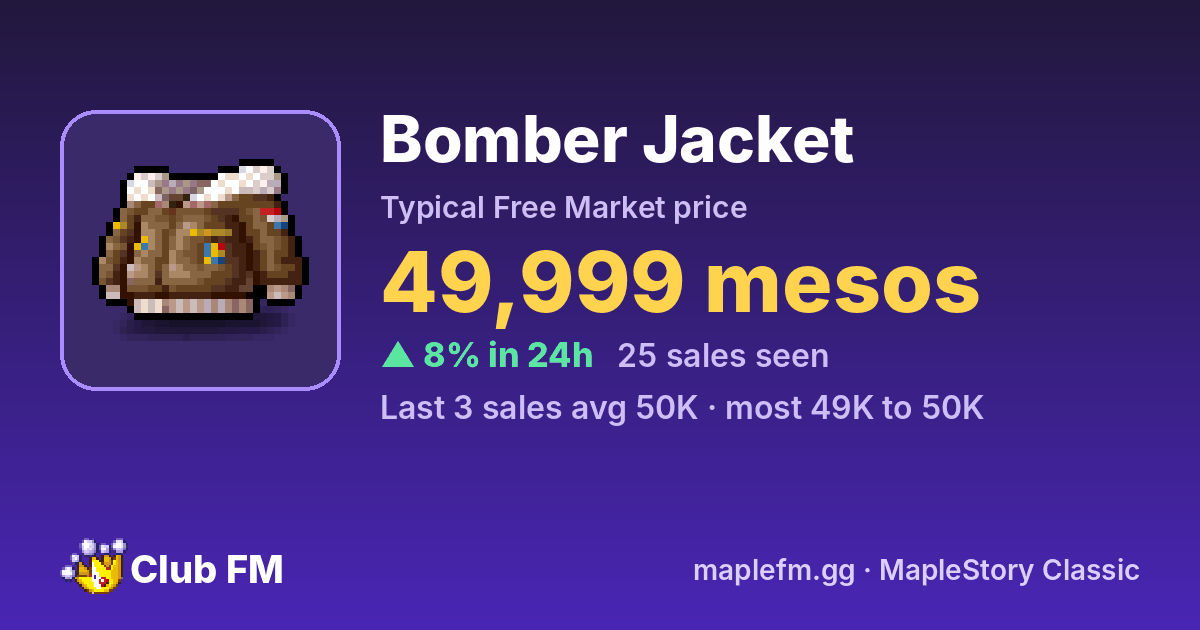 Bomber Jacket
Typical Free Market price
49,999 mesos
▲ 8% in 24h 25 sales seen
Last 3 sales avg 50K · most 49K to 50K
Club FM
maplefm.gg · MapleStory Classic